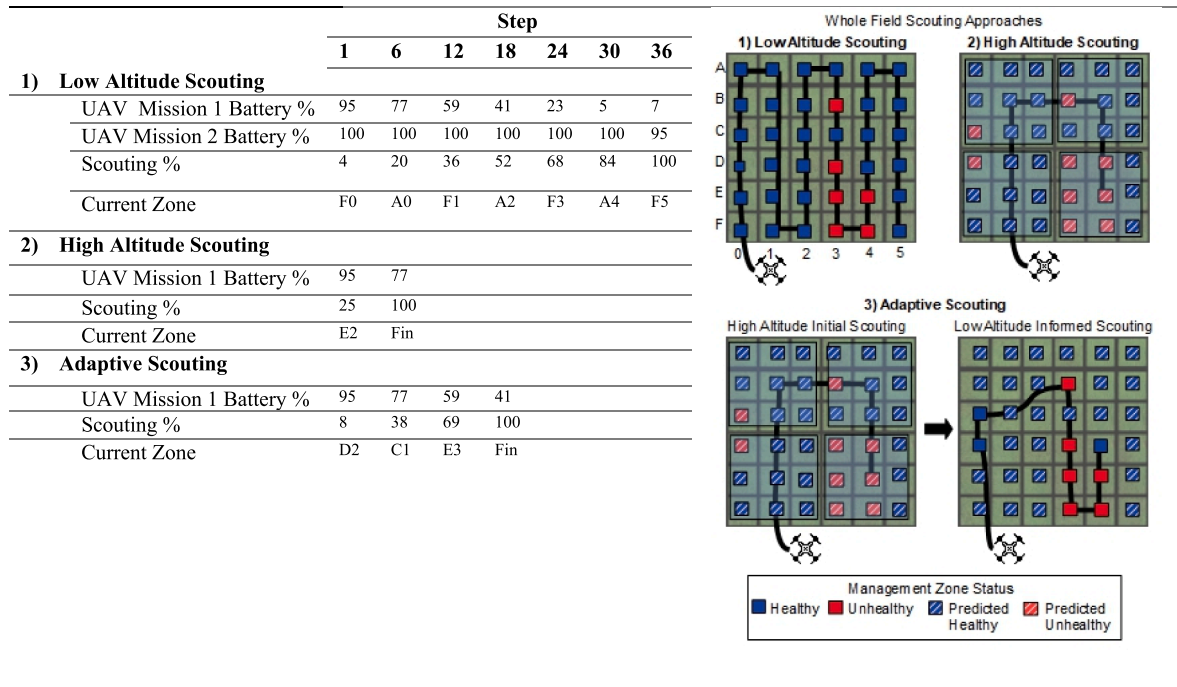 Step
1 6 12 18 24 30 36
1) Low Altitude Scouting
UAV Mission 1 Battery % 95 77 59 41 23 5 7
UAV Mission 2 Battery % 100 100 100 100 100 100 95
Scouting % 4 20 36 52 68 84 100
Current Zone F0 A0 F1 A2 F3 A4 F5
2) High Altitude Scouting
UAV Mission 1 Battery % 95 77
Scouting % 25 100
Current Zone E2 Fin
3) Adaptive Scouting
UAV Mission 1 Battery % 95 77 59 41
Scouting % 8 38 69 100
Current Zone D2 C1 E3 Fin
Whole Field Scouting Approaches
1) Low Altitude Scouting 2) High Altitude Scouting
A
B
C
D
E
F
0 1 2 3 4 5
3) Adaptive Scouting
High Altitude Initial Scouting Low Altitude Informed Scouting
Management Zone Status
Healthy Unhealthy Predicted Healthy Predicted Unhealthy